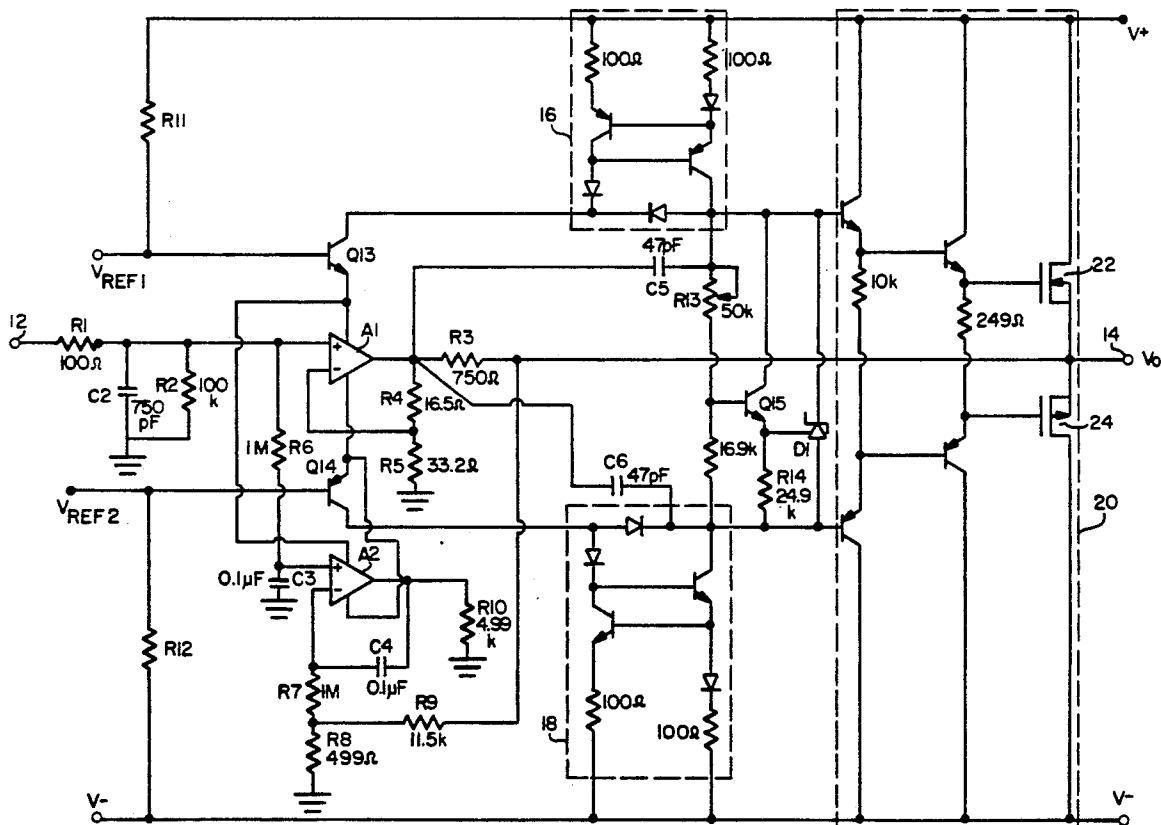 V+
100Ω
100Ω
R11
16
Q13
VREF1
47pF
C5
R13
50k
10k
22
249Ω
12
R1
100Ω
A1
R3
750Ω
14
Vo
C2
750
pF
R2
100
k
R4
16.5Ω
Q15
24
1M
R6
R5
33.2Ω
D1
16.9k
R14
24.9
k
C6
47pF
Q14
VREF2
20
A2
0.1µF
C3
R10
4.99
k
R12
C4
0.1µF
R7
1M
R9
11.5k
100Ω
100Ω
18
R8
499Ω
V-
V-